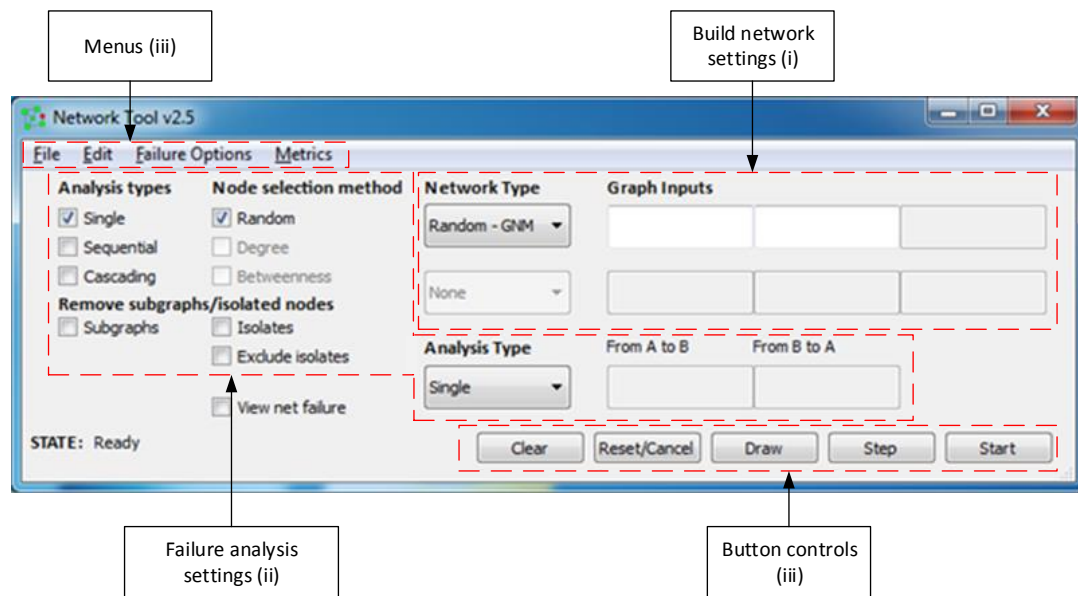 Menus (iii)
Build network
settings (i)
Network Tool v2.5
File Edit Failure Options Metrics
Analysis types Node selection method Network Type Graph Inputs
Single Random Random - GNM
Sequential Degree
Cascading Betweenness None
Remove subgraphs/isolated nodes
Subgraphs Isolates
Exclude isolates Analysis Type From A to B From B to A
Single
View net failure
STATE: Ready Clear Reset/Cancel Draw Step Start
Failure analysis
settings (ii)
Button controls
(iii)